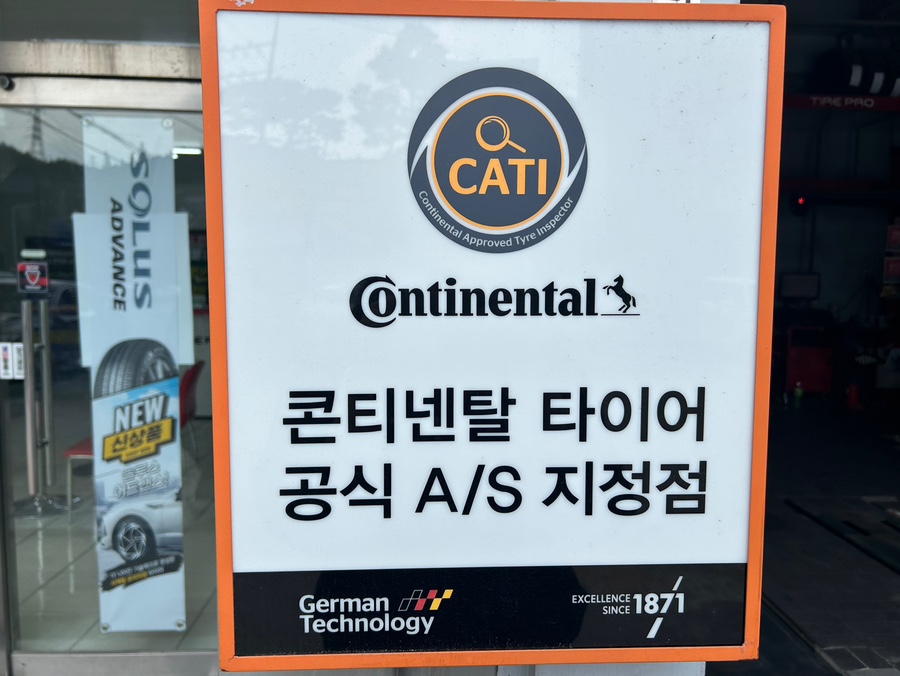 CATI
Continental Approved Tyre Inspector
Continental
콘티넨탈 타이어
공식 A/S 지정점
German
Technology
EXCELLENCE
SINCE 1871
SOLUS
ADVANCE
NEW
신상품
TIRE PRO